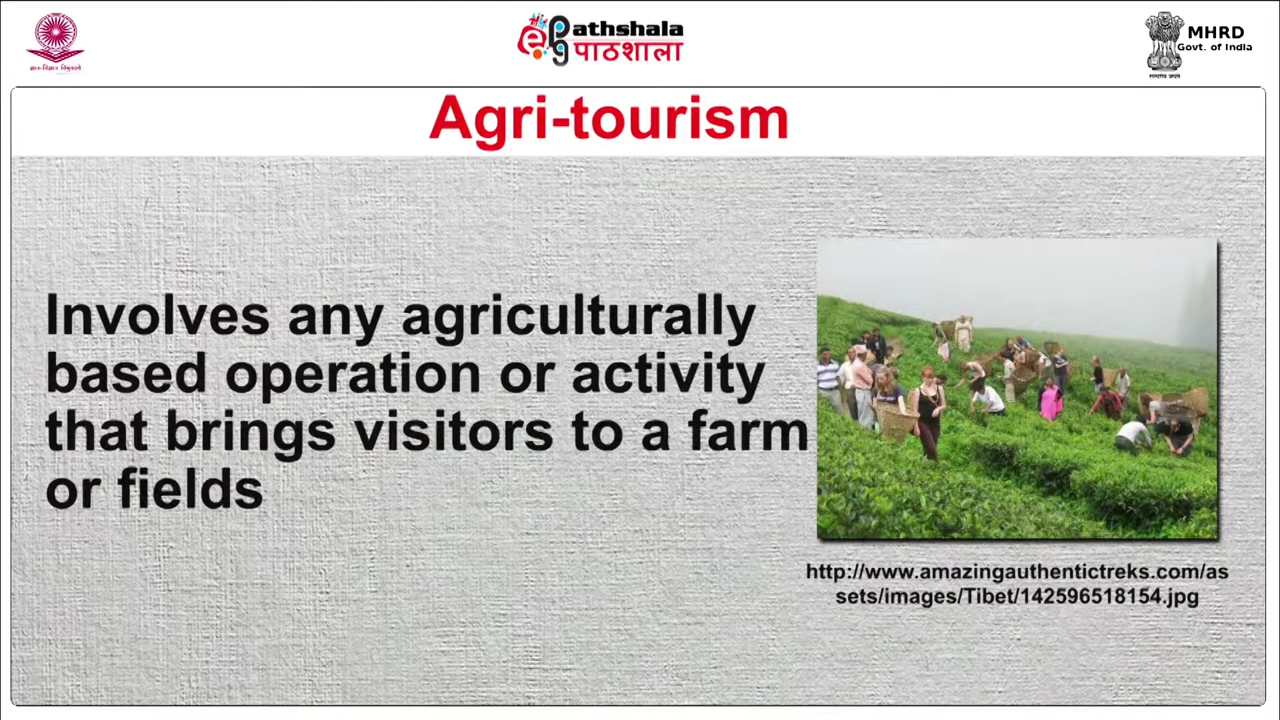 Pathshala
पाठशाला
MHRD
Govt. of India
Agri-tourism
Involves any agriculturally
based operation or activity
that brings visitors to a farm
or fields
http://www.amazingauthentictreks.com/as
sets/images/Tibet/142596518154.jpg